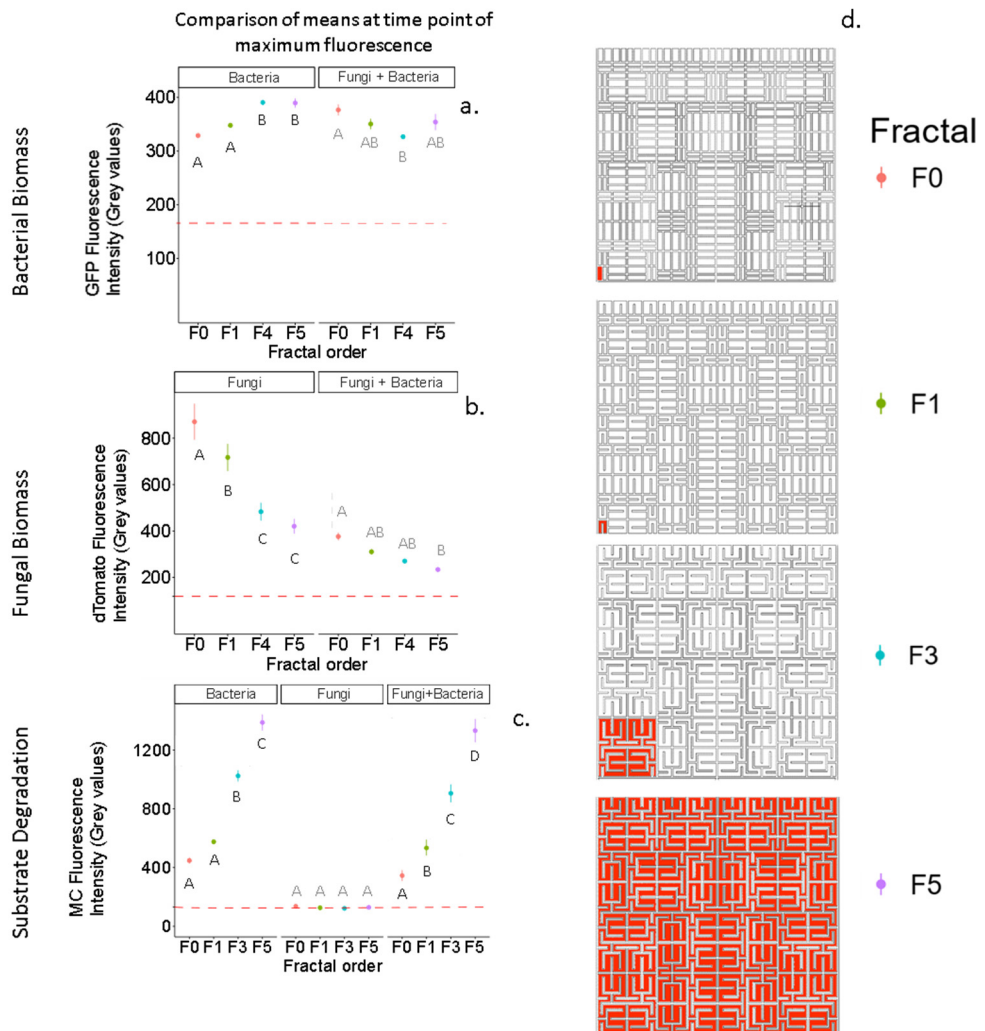 Comparison of means at time point of
maximum fluorescence
d.
Bacterial Biomass
GFP Fluorescence
Intensity (Grey values)
Bacteria
Fungi + Bacteria
a.
400
300
200
100
A
A
B
B
A
AB
B
AB
F0 F1 F4 F5 F0 F1 F4 F5
Fractal order
Fungal Biomass
dTomato Fluorescence
Intensity (Grey values)
Fungi
Fungi + Bacteria
b.
800
600
400
200
A
B
C
C
A
AB
AB
B
F0 F1 F4 F5 F0 F1 F4 F5
Fractal order
Substrate Degradation
MC Fluorescence
Intensity (Grey values)
Bacteria
Fungi
Fungi+Bacteria
c.
1200
800
400
0
A
A
B
C
A A A A
A
B
C
D
F0 F1 F3 F5 F0 F1 F3 F5 F0 F1 F3 F5
Fractal order
Fractal
F0
F1
F3
F5